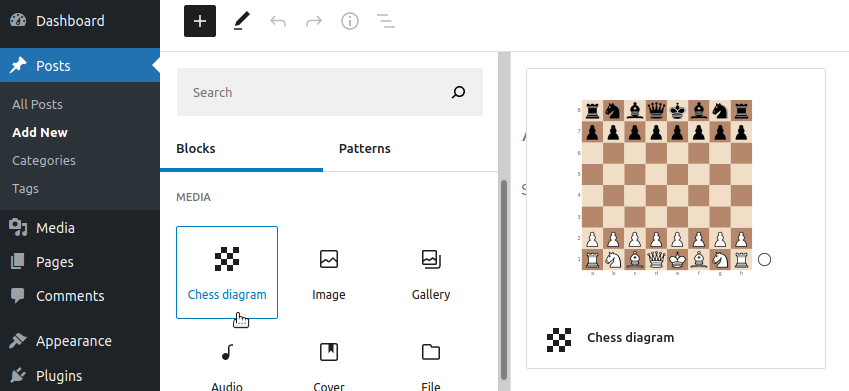 Dashboard
Posts
All Posts
Add New
Categories
Tags
Media
Pages
Comments
Appearance
Plugins
Search
Blocks Patterns
MEDIA
Chess diagram Image Gallery
Audio Cover File
8
7
6
5
4
3
2
1
a b c d e f g h
Chess diagram